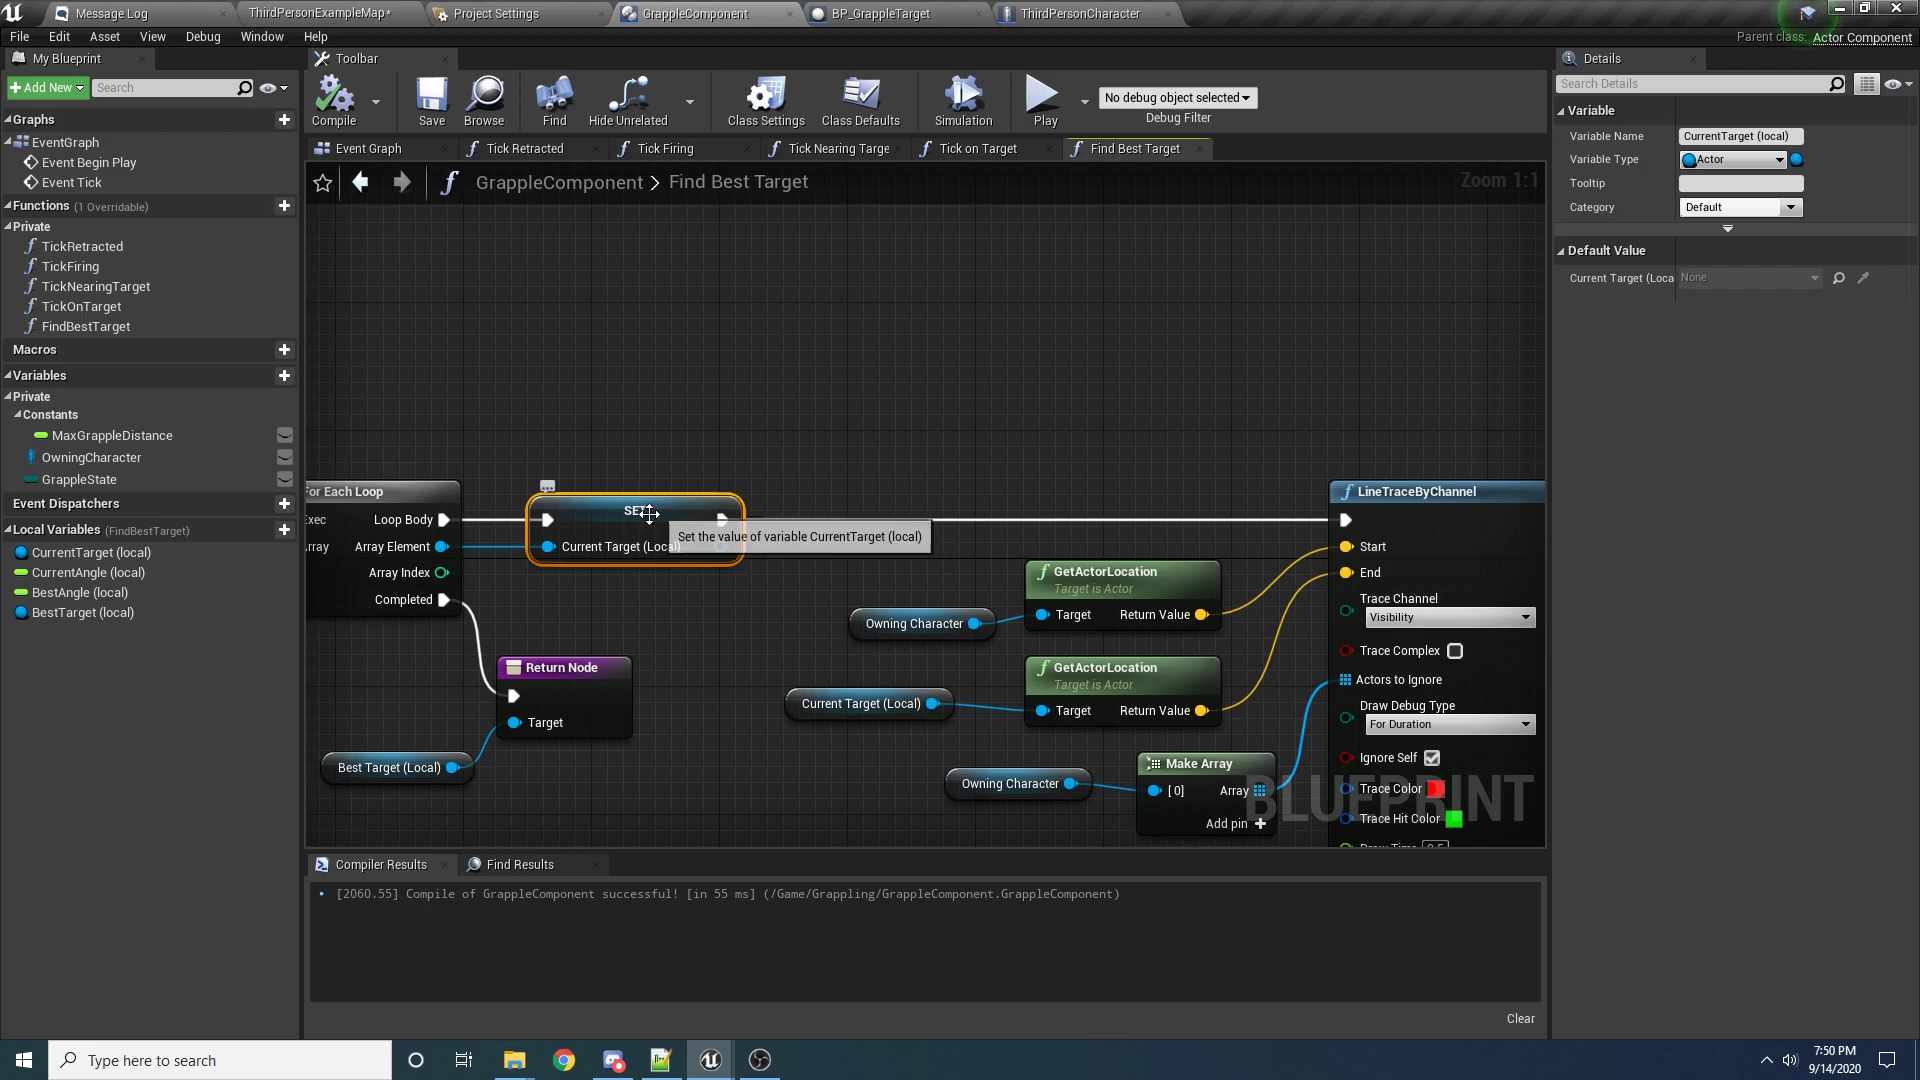 Message Log
ThirdPersonExampleMap*
Project Settings
GrappleComponent
BP_GrappleTarget
ThirdPersonCharacter
File Edit Asset View Debug Window Help
Parent class: Actor Component
My Blueprint
Toolbar
Details
Add New
Search
Compile
Save
Browse
Find
Hide Unrelated
Class Settings
Class Defaults
Simulation
Play
No debug object selected
Debug Filter
Search Details
Variable
Variable Name CurrentTarget (local)
Variable Type Actor
Tooltip
Category Default
Default Value
Current Target (Loca None
Graphs
EventGraph
Event Begin Play
Event Tick
Functions (1 Overridable)
Private
TickRetracted
TickFiring
TickNearingTarget
TickOnTarget
FindBestTarget
Macros
Variables
Private
Constants
MaxGrappleDistance
OwningCharacter
GrappleState
Event Dispatchers
Local Variables (FindBestTarget)
CurrentTarget (local)
CurrentAngle (local)
BestAngle (local)
BestTarget (local)
Event Graph
Tick Retracted
Tick Firing
Tick Nearing Targe
Tick on Target
Find Best Target
GrappleComponent > Find Best Target
Zoom 1:1
For Each Loop
Exec Loop Body
Array Array Element
Array Index
Completed
SET
Current Target (Local)
Set the value of variable CurrentTarget (local)
Return Node
Target
Best Target (Local)
Owning Character
GetActorLocation
Target is Actor
Target Return Value
Current Target (Local)
GetActorLocation
Target is Actor
Target Return Value
Owning Character
Make Array
[0] Array
Add pin
LineTraceByChannel
Start
End
Trace Channel
Visibility
Trace Complex
Actors to Ignore
Draw Debug Type
For Duration
Ignore Self
Trace Color
Trace Hit Color
BLUEPRINT
Compiler Results
Find Results
[2060.55] Compile of GrappleComponent successful! [in 55 ms] (/Game/Grappling/GrappleComponent.GrappleComponent)
Clear
Type here to search
7:50 PM
9/14/2020